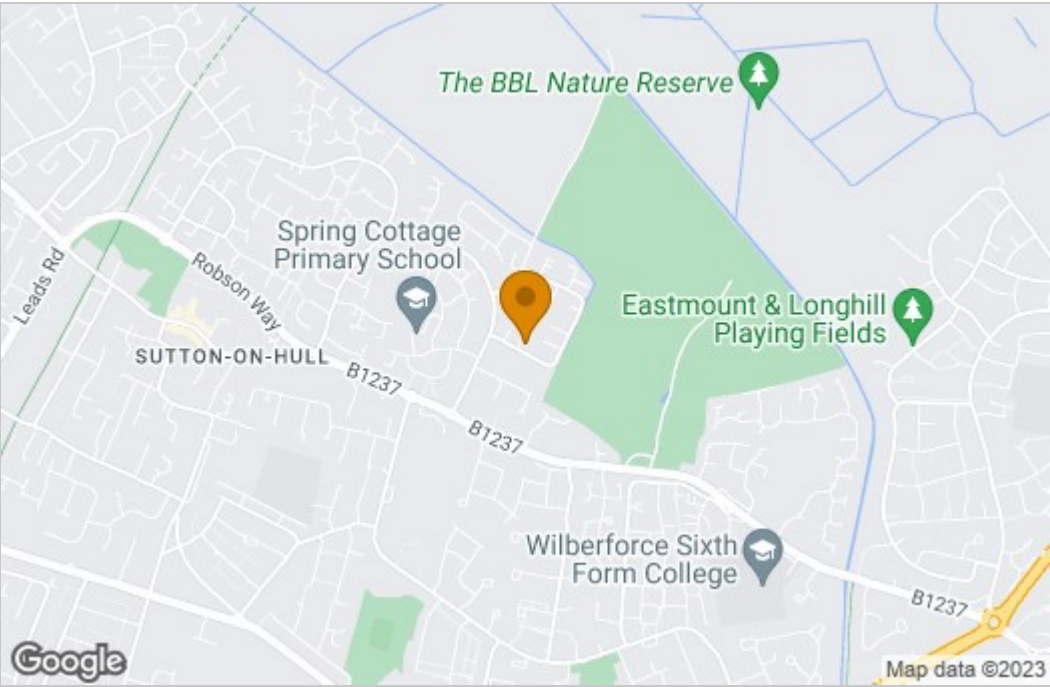 The BBL Nature Reserve
Spring Cottage
Primary School
Leads Rd
Robson Way
Eastmount & Longhill
Playing Fields
SUTTON-ON-HULL
B1237
B1237
Wilberforce Sixth
Form College
B1237
Google
Map data ©2023